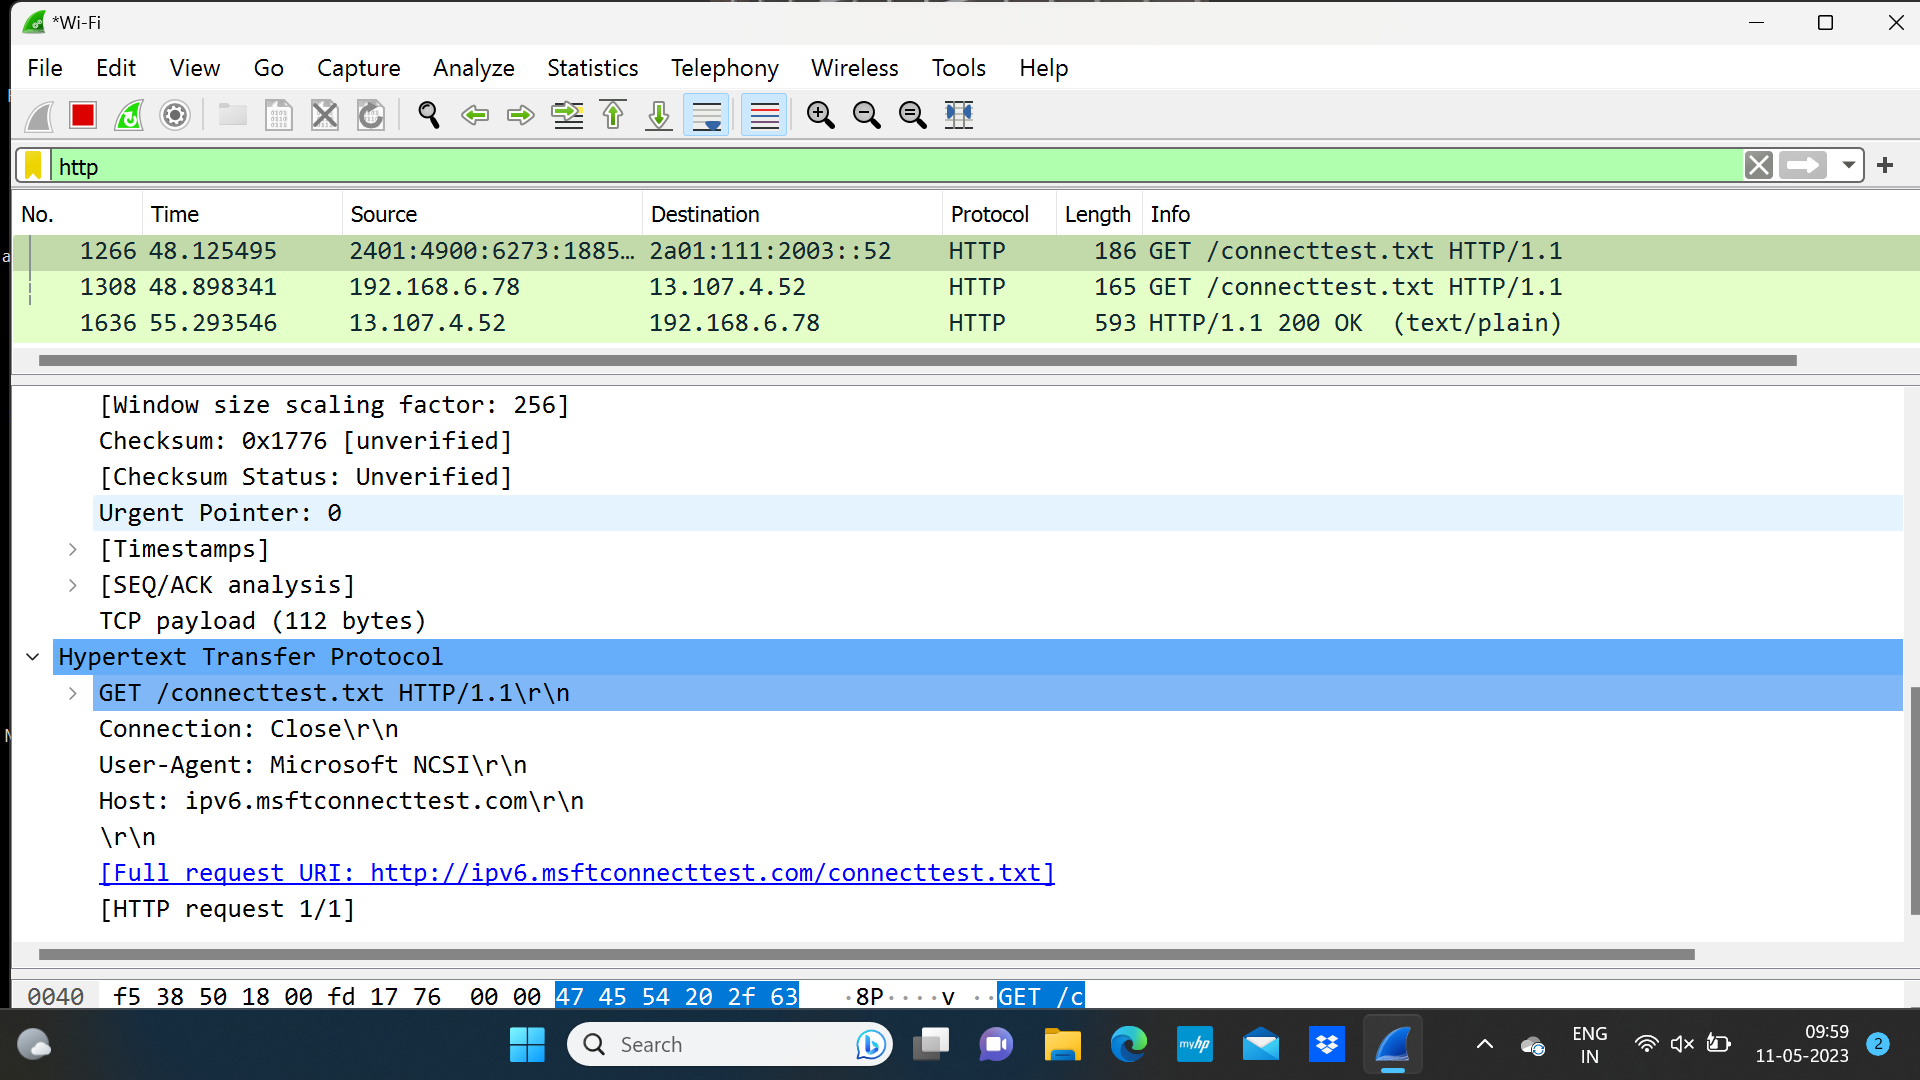 *Wi-Fi
File Edit View Go Capture Analyze Statistics Telephony Wireless Tools Help
http
No. Time Source Destination Protocol Length Info
1266 48.125495 2401:4900:6273:1885… 2a01:111:2003::52 HTTP 186 GET /connecttest.txt HTTP/1.1
1308 48.898341 192.168.6.78 13.107.4.52 HTTP 165 GET /connecttest.txt HTTP/1.1
1636 55.293546 13.107.4.52 192.168.6.78 HTTP 593 HTTP/1.1 200 OK (text/plain)
[Window size scaling factor: 256]
Checksum: 0x1776 [unverified]
[Checksum Status: Unverified]
Urgent Pointer: 0
[Timestamps]
[SEQ/ACK analysis]
TCP payload (112 bytes)
Hypertext Transfer Protocol
GET /connecttest.txt HTTP/1.1\r\n
Connection: Close\r\n
User-Agent: Microsoft NCSI\r\n
Host: ipv6.msftconnecttest.com\r\n
\r\n
[Full request URI: http://ipv6.msftconnecttest.com/connecttest.txt]
[HTTP request 1/1]
0040 f5 38 50 18 00 fd 17 76 00 00 47 45 54 20 2f 63 ·8P····v ··GET /c
Search
myhp
ENG
IN
09:59
11-05-2023
2